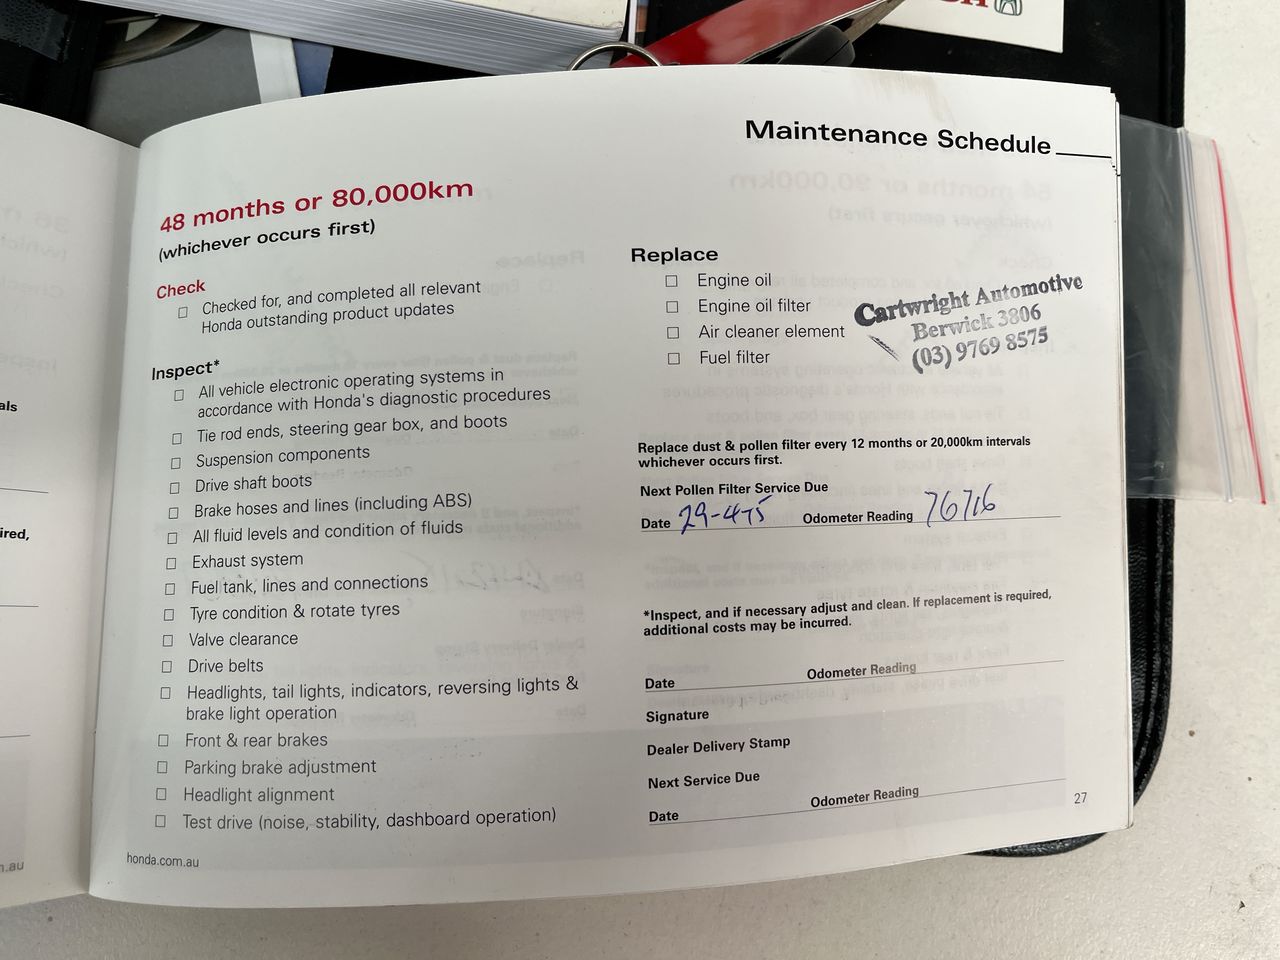 Maintenance Schedule
48 months or 80,000km
(whichever occurs first)
Check
Checked for, and completed all relevant
Honda outstanding product updates
Inspect*
All vehicle electronic operating systems in
accordance with Honda's diagnostic procedures
Tie rod ends, steering gear box, and boots
Suspension components
Drive shaft boots
Brake hoses and lines (including ABS)
All fluid levels and condition of fluids
Exhaust system
Fuel tank, lines and connections
Tyre condition & rotate tyres
Valve clearance
Drive belts
Headlights, tail lights, indicators, reversing lights &
brake light operation
Front & rear brakes
Parking brake adjustment
Headlight alignment
Test drive (noise, stability, dashboard operation)
honda.com.au
Replace
Engine oil
Engine oil filter
Air cleaner element
Fuel filter
Cartwright Automotive
Berwick 3806
(03) 9769 8575
Replace dust & pollen filter every 12 months or 20,000km intervals
whichever occurs first.
Next Pollen Filter Service Due
Date 29-4-15 Odometer Reading 76716
*Inspect, and if necessary adjust and clean. If replacement is required,
additional costs may be incurred.
Date Odometer Reading
Signature
Dealer Delivery Stamp
Next Service Due
Date Odometer Reading
27